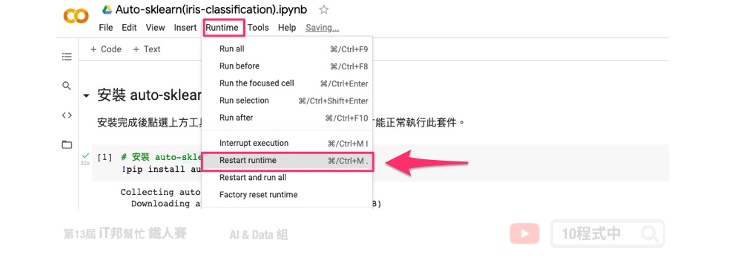 Auto-sklearn(iris-classification).ipynb
File Edit View Insert Runtime Tools Help Saving...
+ Code + Text
Run all ⌘/Ctrl+F9
Run before ⌘/Ctrl+F8
Run the focused cell ⌘/Ctrl+Enter
Run selection ⌘/Ctrl+Shift+Enter
Run after ⌘/Ctrl+F10
Interrupt execution ⌘/Ctrl+M I
Restart runtime ⌘/Ctrl+M .
Restart and run all
Factory reset runtime
安裝 auto-sklear
安裝完成後點選上方工具 能正常執行此套件。
[1] # 安裝 auto-skle
!pip install au
Collecting auto
Downloading a B)
第13屆 iT邦幫忙 鐵人賽 AI & Data 組 10程式中